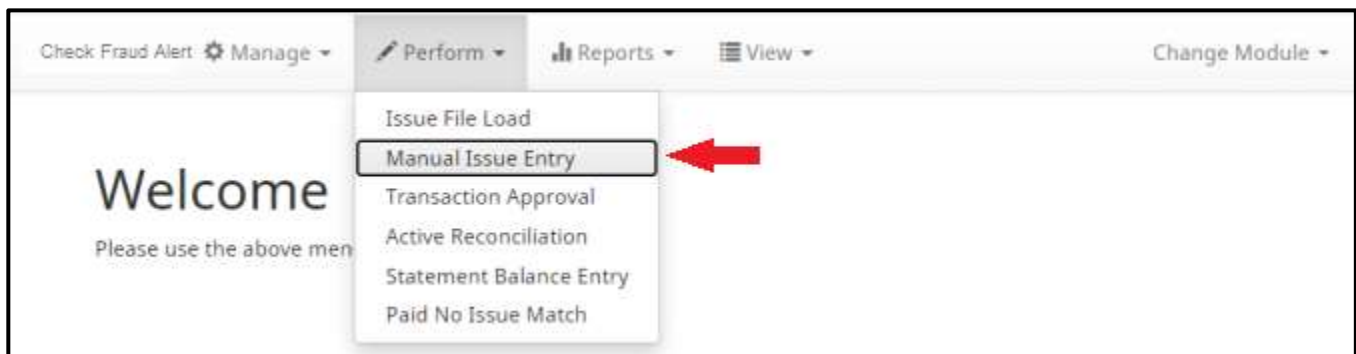 Check Fraud Alert Manage Perform Reports View Change Module
Issue File Load
Manual Issue Entry
Welcome
Transaction Approval
Please use the above men
Active Reconciliation
Statement Balance Entry
Paid No Issue Match